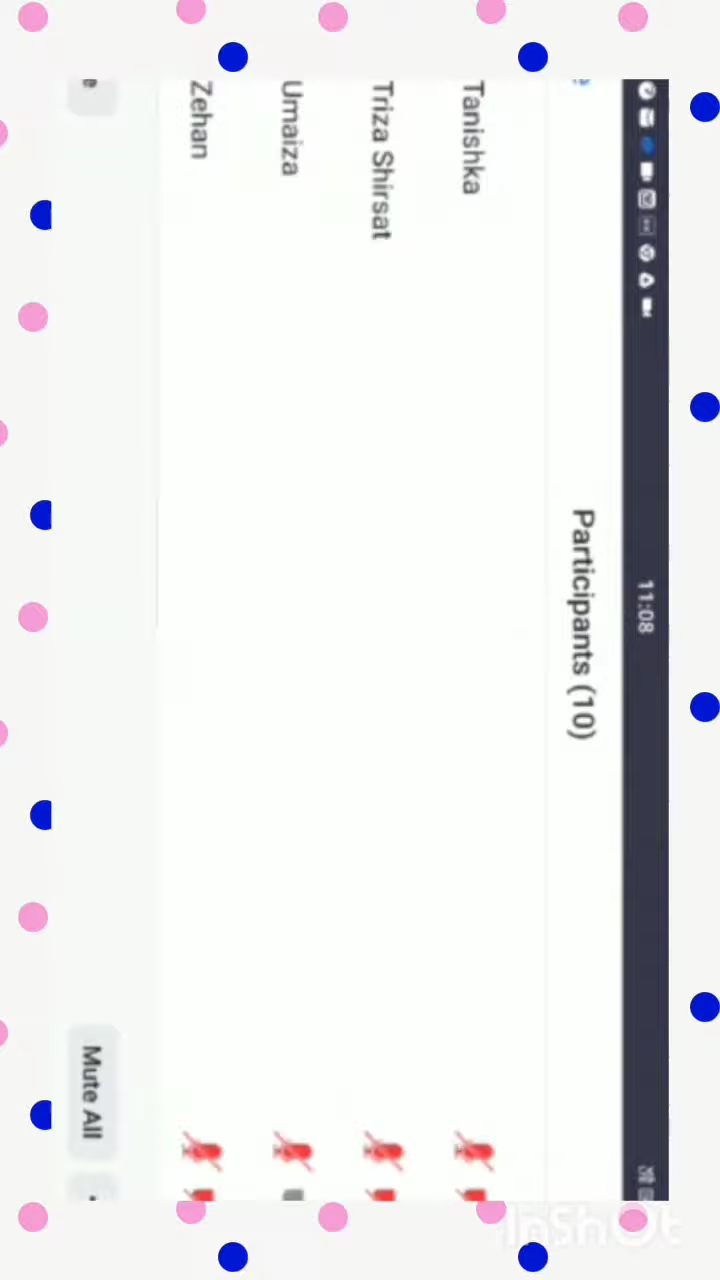 11:08
Participants (10)
Tanishka
Triza Shirsat
Umaiza
Zehan
Mute All
InShOt